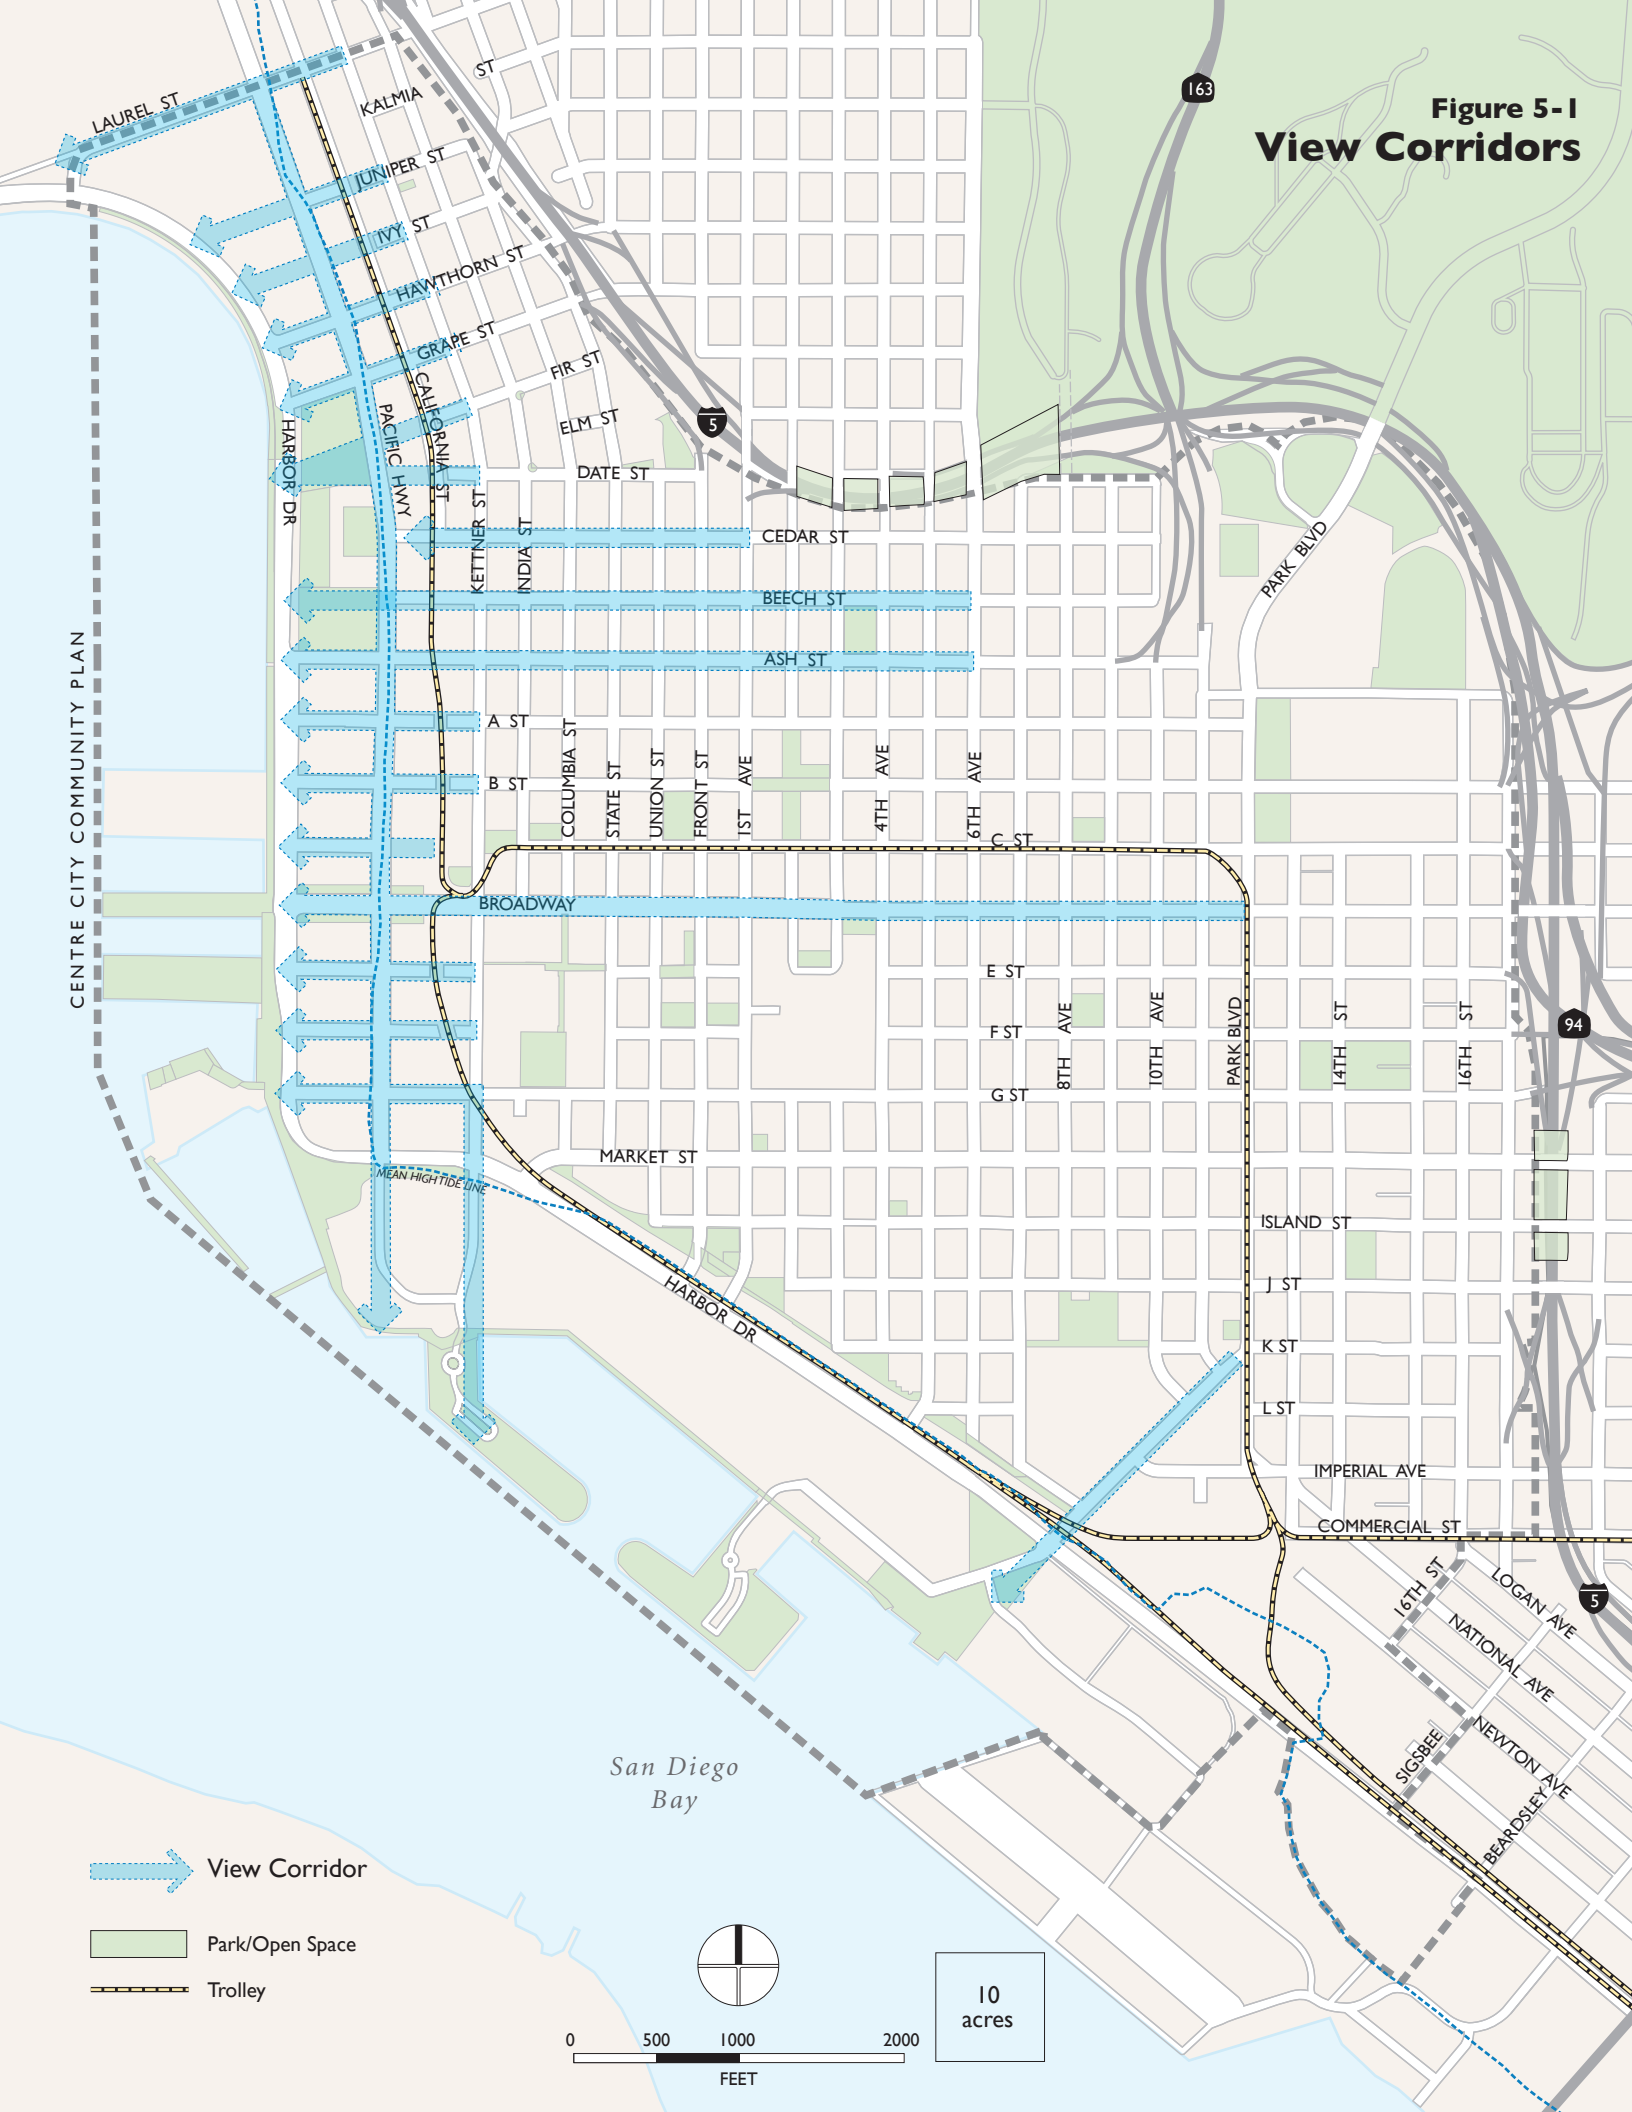 Figure 5-1
View Corridors
163
ST
KALMIA
LAUREL ST
JUNIPER ST
IVY ST
HAWTHORN ST
GRAPE ST
FIR ST
ELM ST
5
DATE ST
CALIFORNIA ST
PACIFIC HWY
HARBOR DR
KETTNER ST
INDIA ST
CEDAR ST
PARK BLVD
BEECH ST
ASH ST
CENTRE CITY COMMUNITY PLAN
A ST
B ST
COLUMBIA ST
STATE ST
UNION ST
FRONT ST
1ST AVE
4TH AVE
6TH AVE
C ST
BROADWAY
E ST
F ST
G ST
8TH AVE
10TH AVE
PARK BLVD
14TH ST
16TH ST
94
MARKET ST
MEAN HIGH TIDE LINE
ISLAND ST
J ST
HARBOR DR
K ST
L ST
IMPERIAL AVE
COMMERCIAL ST
16TH ST
LOGAN AVE
5
NATIONAL AVE
NEWTON AVE
SIGSBEE
BEARDSLEY
San Diego
Bay
View Corridor
Park/Open Space
Trolley
10
acres
0 500 1000 2000
FEET